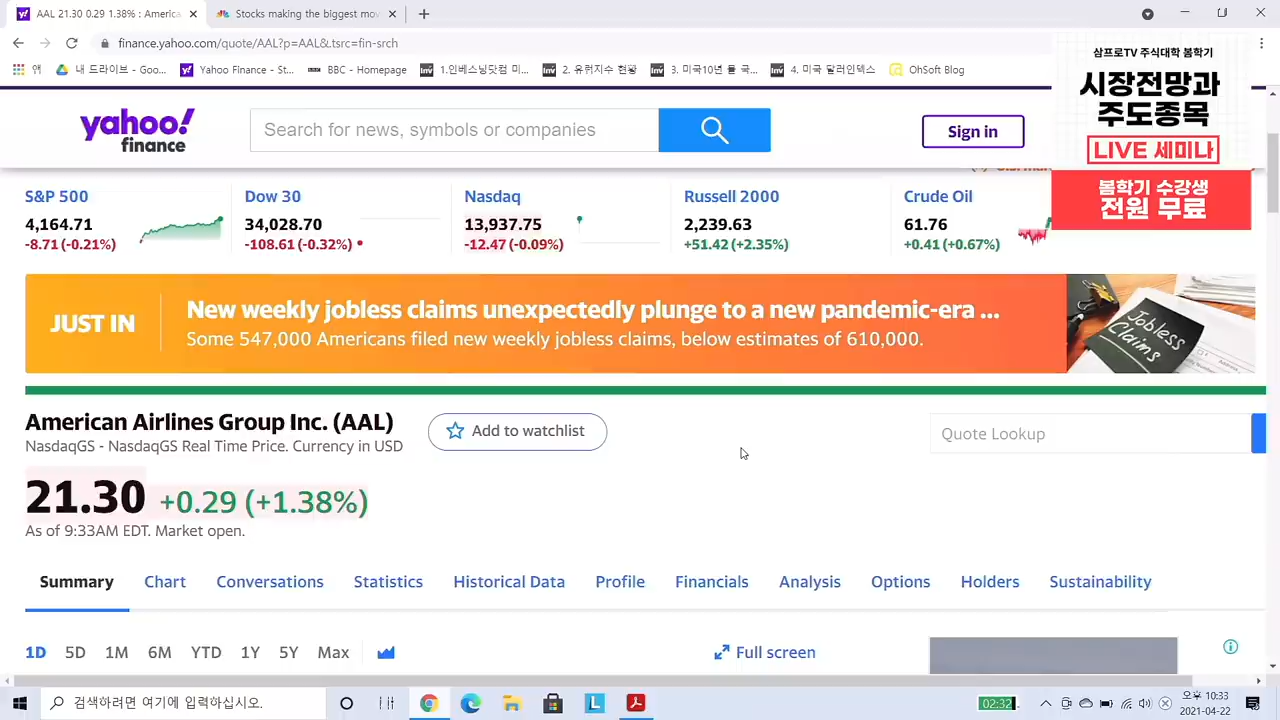 AAL 21.30 0.29 1.38% : America
Stocks making the biggest mov
finance.yahoo.com/quote/AAL?p=AAL&.tsrc=fin-srch
앱
내 드라이브 - Goo...
Yahoo Finance - St...
BBC - Homepage
1.인베스닝닷컴 미...
2. 유러지수 현황
3. 미국10년 물 국...
4. 미국 달러인덱스
OhSoft Blog
삼프로TV 주식대학 봄학기
시장전망과
주도종목
LIVE 세미나
봄학기 수강생
전원 무료
yahoo!
finance
Search for news, symbols or companies
Sign in
S&P 500
4,164.71
-8.71 (-0.21%)
Dow 30
34,028.70
-108.61 (-0.32%)
Nasdaq
13,937.75
-12.47 (-0.09%)
Russell 2000
2,239.63
+51.42 (+2.35%)
Crude Oil
61.76
+0.41 (+0.67%)
JUST IN
New weekly jobless claims unexpectedly plunge to a new pandemic-era ...
Some 547,000 Americans filed new weekly jobless claims, below estimates of 610,000.
Jobless
Claims
American Airlines Group Inc. (AAL)
NasdaqGS - NasdaqGS Real Time Price. Currency in USD
Add to watchlist
Quote Lookup
21.30 +0.29 (+1.38%)
As of 9:33AM EDT. Market open.
Summary Chart Conversations Statistics Historical Data Profile Financials Analysis Options Holders Sustainability
1D 5D 1M 6M YTD 1Y 5Y Max
Full screen
검색하려면 여기에 입력하십시오.
02:32
오후 10:33
2021-04-22